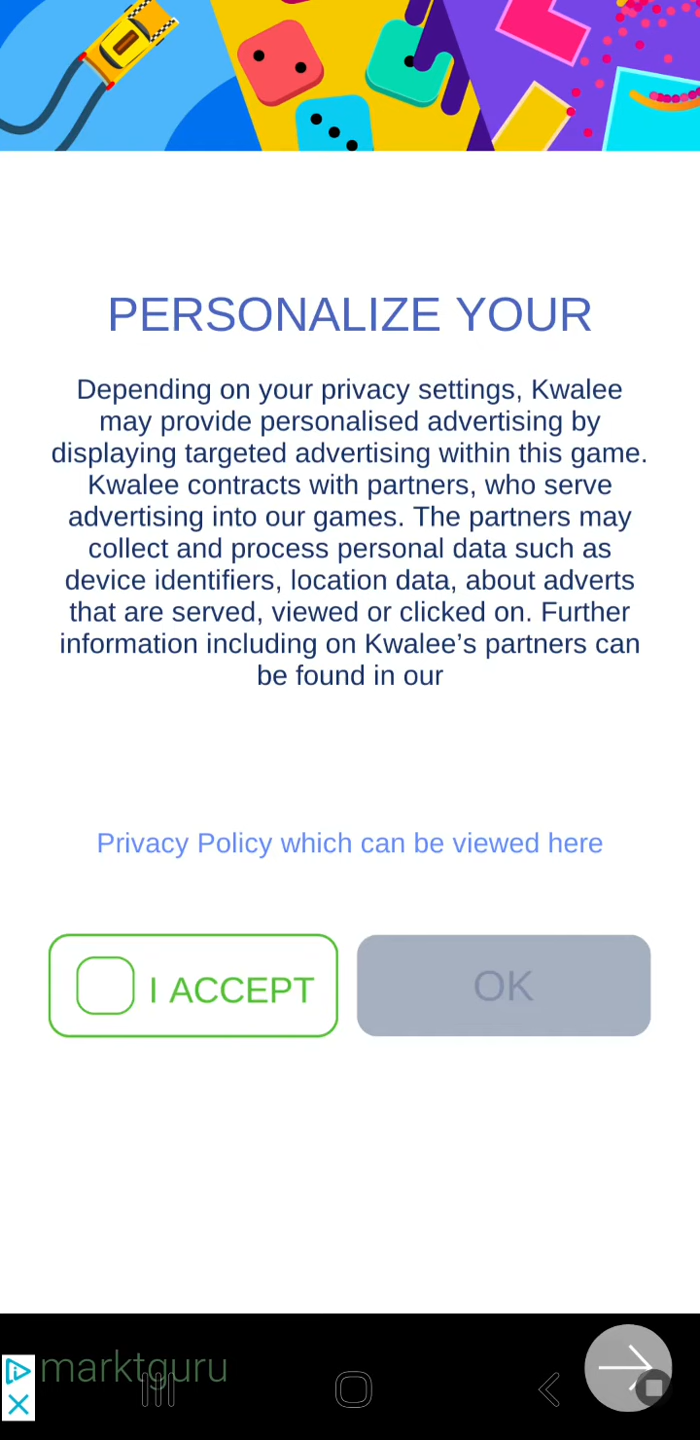 PERSONALIZE YOUR
Depending on your privacy settings, Kwalee
may provide personalised advertising by
displaying targeted advertising within this game.
Kwalee contracts with partners, who serve
advertising into our games. The partners may
collect and process personal data such as
device identifiers, location data, about adverts
that are served, viewed or clicked on. Further
information including on Kwalee’s partners can
be found in our
Privacy Policy which can be viewed here
I ACCEPT
OK
marktguru